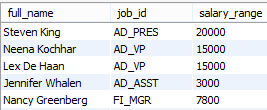 full_name job_id salary_range
Steven King AD_PRES 20000
Neena Kochhar AD_VP 15000
Lex De Haan AD_VP 15000
Jennifer Whalen AD_ASST 3000
Nancy Greenberg FI_MGR 7800